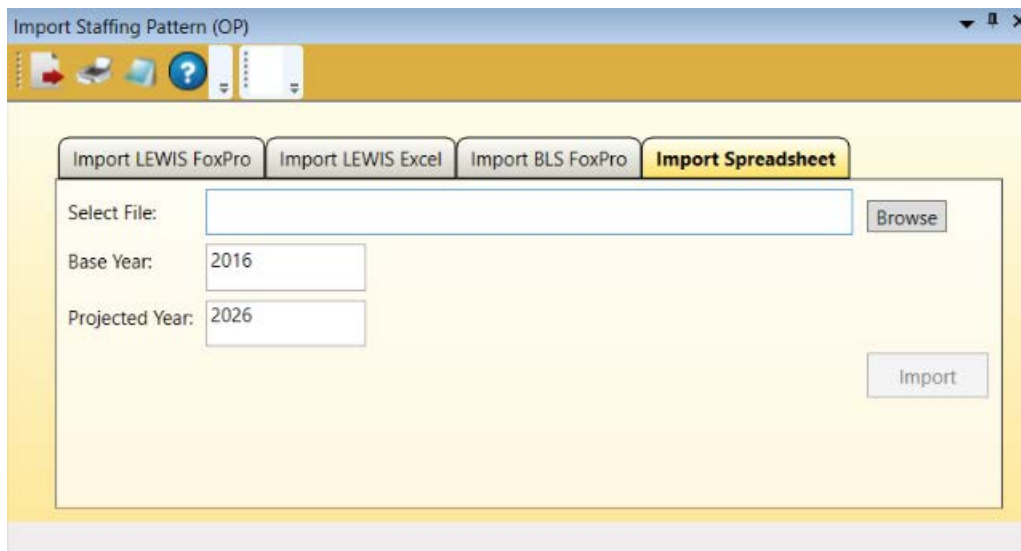 Import Staffing Pattern (OP)
?
Import LEWIS FoxPro Import LEWIS Excel Import BLS FoxPro Import Spreadsheet
Select File: Browse
Base Year: 2016
Projected Year: 2026
Import